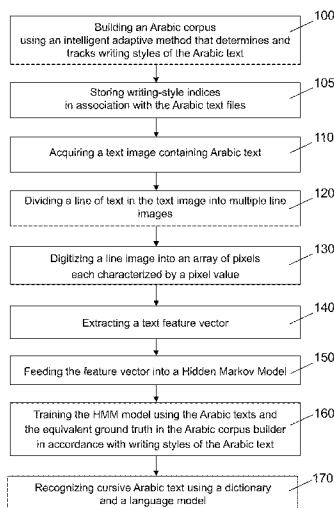 100
Building an Arabic corpus
using an intelligent adaptive method that determines and
tracks writing styles of the Arabic text
105
Storing writing-style indices
in association with the Arabic text files
110
Acquiring a text image containing Arabic text
120
Dividing a line of text in the text image into multiple line
images
130
Digitizing a line image into an array of pixels
each characterized by a pixel value
140
Extracting a text feature vector
150
Feeding the feature vector into a Hidden Markov Model
160
Training the HMM model using the Arabic texts and
the equivalent ground truth in the Arabic corpus builder
in accordance with writing styles of the Arabic text
170
Recognizing cursive Arabic text using a dictionary
and a language model